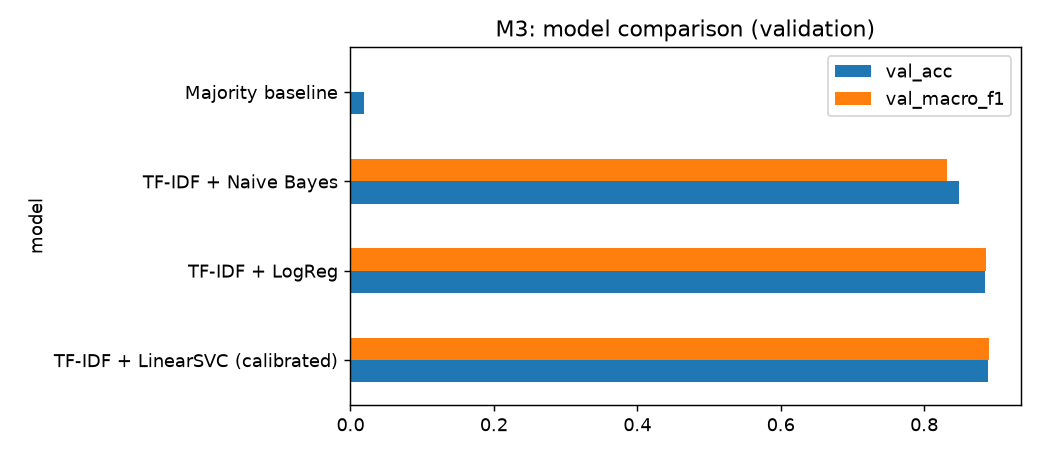 M3: model comparison (validation)
val_acc
val_macro_f1
Majority baseline
TF-IDF + Naive Bayes
TF-IDF + LogReg
TF-IDF + LinearSVC (calibrated)
model
0.0 0.2 0.4 0.6 0.8